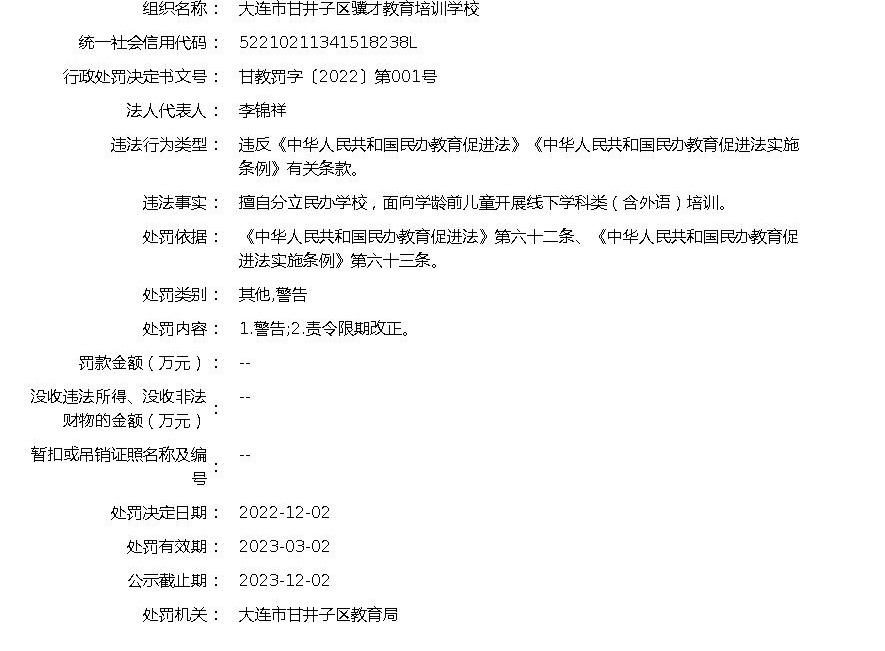 组织名称： 大连市甘井子区骥才教育培训学校
统一社会信用代码： 52210211341518238L
行政处罚决定书文号： 甘教罚字〔2022〕第001号
法人代表人： 李锦祥
违法行为类型： 违反《中华人民共和国民办教育促进法》《中华人民共和国民办教育促进法实施
条例》有关条款。
违法事实： 擅自分立民办学校，面向学龄前儿童开展线下学科类（含外语）培训。
处罚依据： 《中华人民共和国民办教育促进法》第六十二条、《中华人民共和国民办教育促
进法实施条例》第六十三条。
处罚类别： 其他,警告
处罚内容： 1.警告;2.责令限期改正。
罚款金额（万元）： --
没收违法所得、没收非法
财物的金额（万元）： --
暂扣或吊销证照名称及编
号： --
处罚决定日期： 2022-12-02
处罚有效期： 2023-03-02
公示截止期： 2023-12-02
处罚机关： 大连市甘井子区教育局